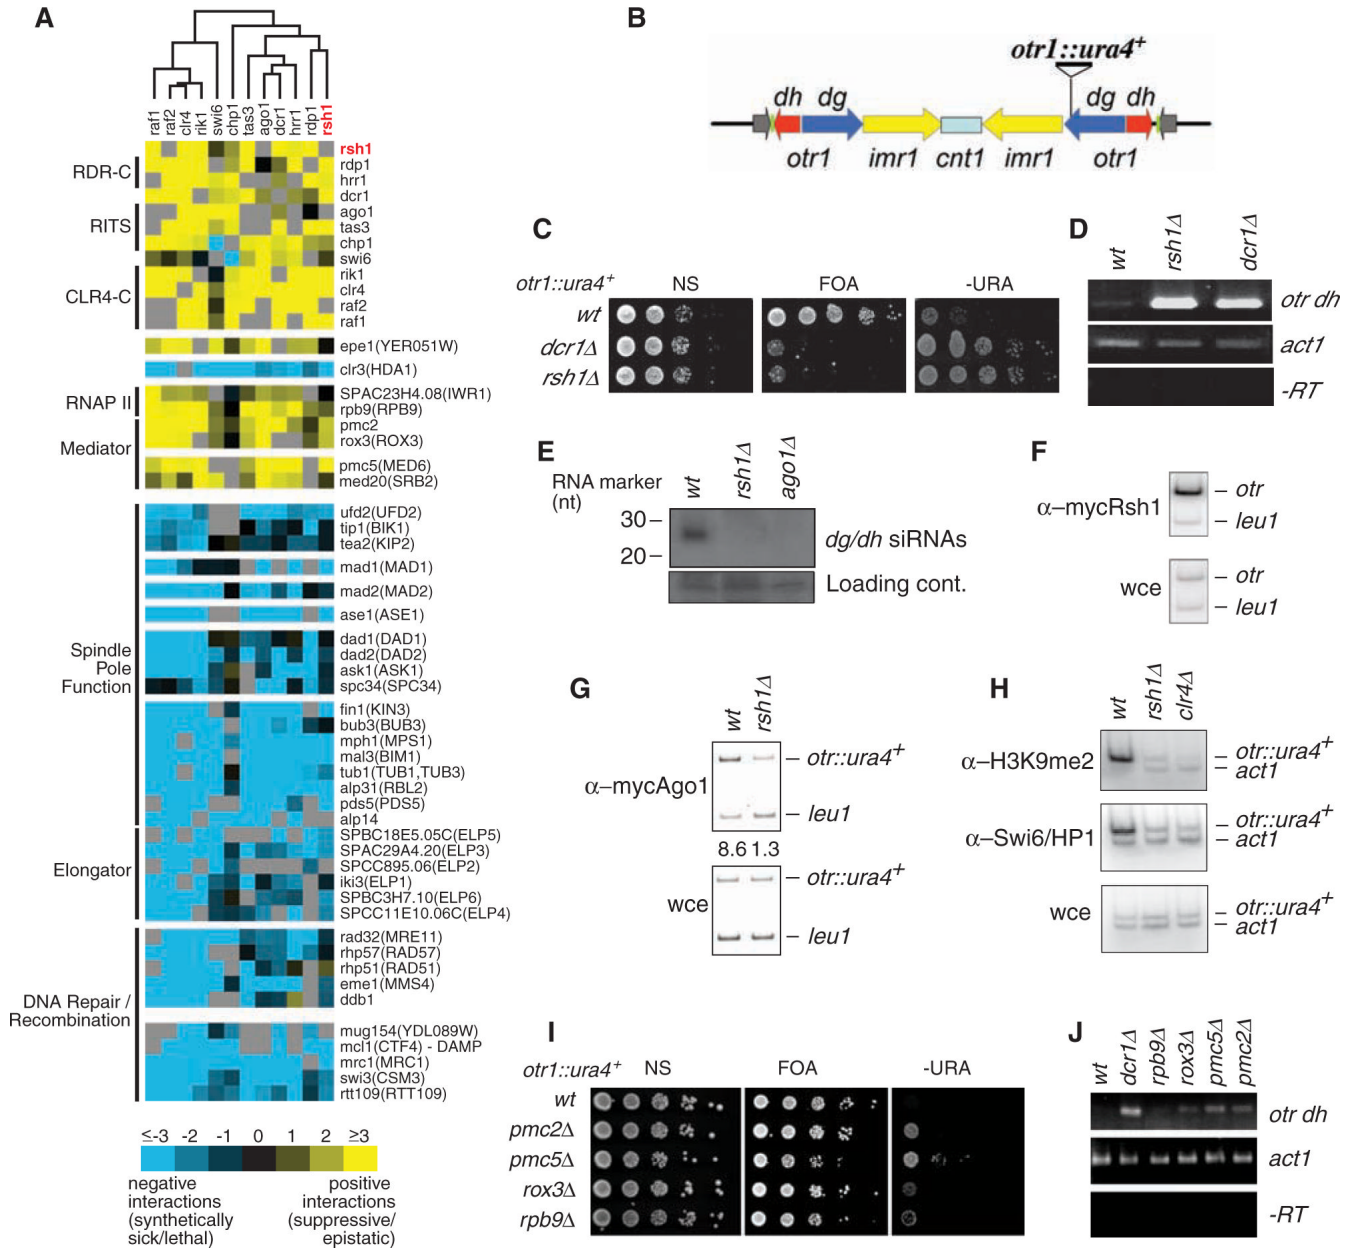 A
raf1
raf2
clr4
rik1
swi6
chp1
tas3
ago1
dcr1
hrr1
rdp1
rsh1
rsh1
RDR-C
rdp1
hrr1
dcr1
RITS
ago1
tas3
chp1
swi6
CLR4-C
rik1
clr4
raf2
raf1
epe1(YER051W)
clr3(HDA1)
RNAP II
SPAC23H4.08(IWR1)
rpb9(RPB9)
Mediator
pmc2
rox3(ROX3)
pmc5(MED6)
med20(SRB2)
ufd2(UFD2)
tip1(BIK1)
tea2(KIP2)
mad1(MAD1)
mad2(MAD2)
ase1(ASE1)
Spindle
Pole
Function
dad1(DAD1)
dad2(DAD2)
ask1(ASK1)
spc34(SPC34)
fin1(KIN3)
bub3(BUB3)
mph1(MPS1)
mal3(BIM1)
tub1(TUB1,TUB3)
alp31(RBL2)
pds5(PDS5)
alp14
Elongator
SPBC18E5.05C(ELP5)
SPAC29A4.20(ELP3)
SPCC895.06(ELP2)
iki3(ELP1)
SPBC3H7.10(ELP6)
SPCC11E10.06C(ELP4)
DNA Repair /
Recombination
rad32(MRE11)
rhp57(RAD57)
rhp51(RAD51)
eme1(MMS4)
ddb1
mug154(YDL089W)
mcl1(CTF4) - DAMP
mrc1(MRC1)
swi3(CSM3)
rtt109(RTT109)
≤-3 -2 -1 0 1 2 ≥3
negative
interactions
(synthetically
sick/lethal)
positive
interactions
(suppressive/
epistatic)
B
otr1::ura4+
dh dg dg dh
otr1 imr1 cnt1 imr1 otr1
C
otr1::ura4+ NS FOA -URA
wt
dcr1Δ
rsh1Δ
D
wt rsh1Δ dcr1Δ
otr dh
act1
-RT
E
RNA marker
(nt)
wt rsh1Δ ago1Δ
30
20
dg/dh siRNAs
Loading cont.
F
α-mycRsh1
otr
leu1
wce
otr
leu1
G
wt rsh1Δ
α-mycAgo1
otr::ura4+
leu1
8.6 1.3
wce
otr::ura4+
leu1
H
wt rsh1Δ clr4Δ
α-H3K9me2
otr::ura4+
act1
α-Swi6/HP1
otr::ura4+
act1
wce
otr::ura4+
act1
I
otr1::ura4+ NS FOA -URA
wt
pmc2Δ
pmc5Δ
rox3Δ
rpb9Δ
J
wt dcr1Δ rpb9Δ rox3Δ pmc5Δ pmc2Δ
otr dh
act1
-RT